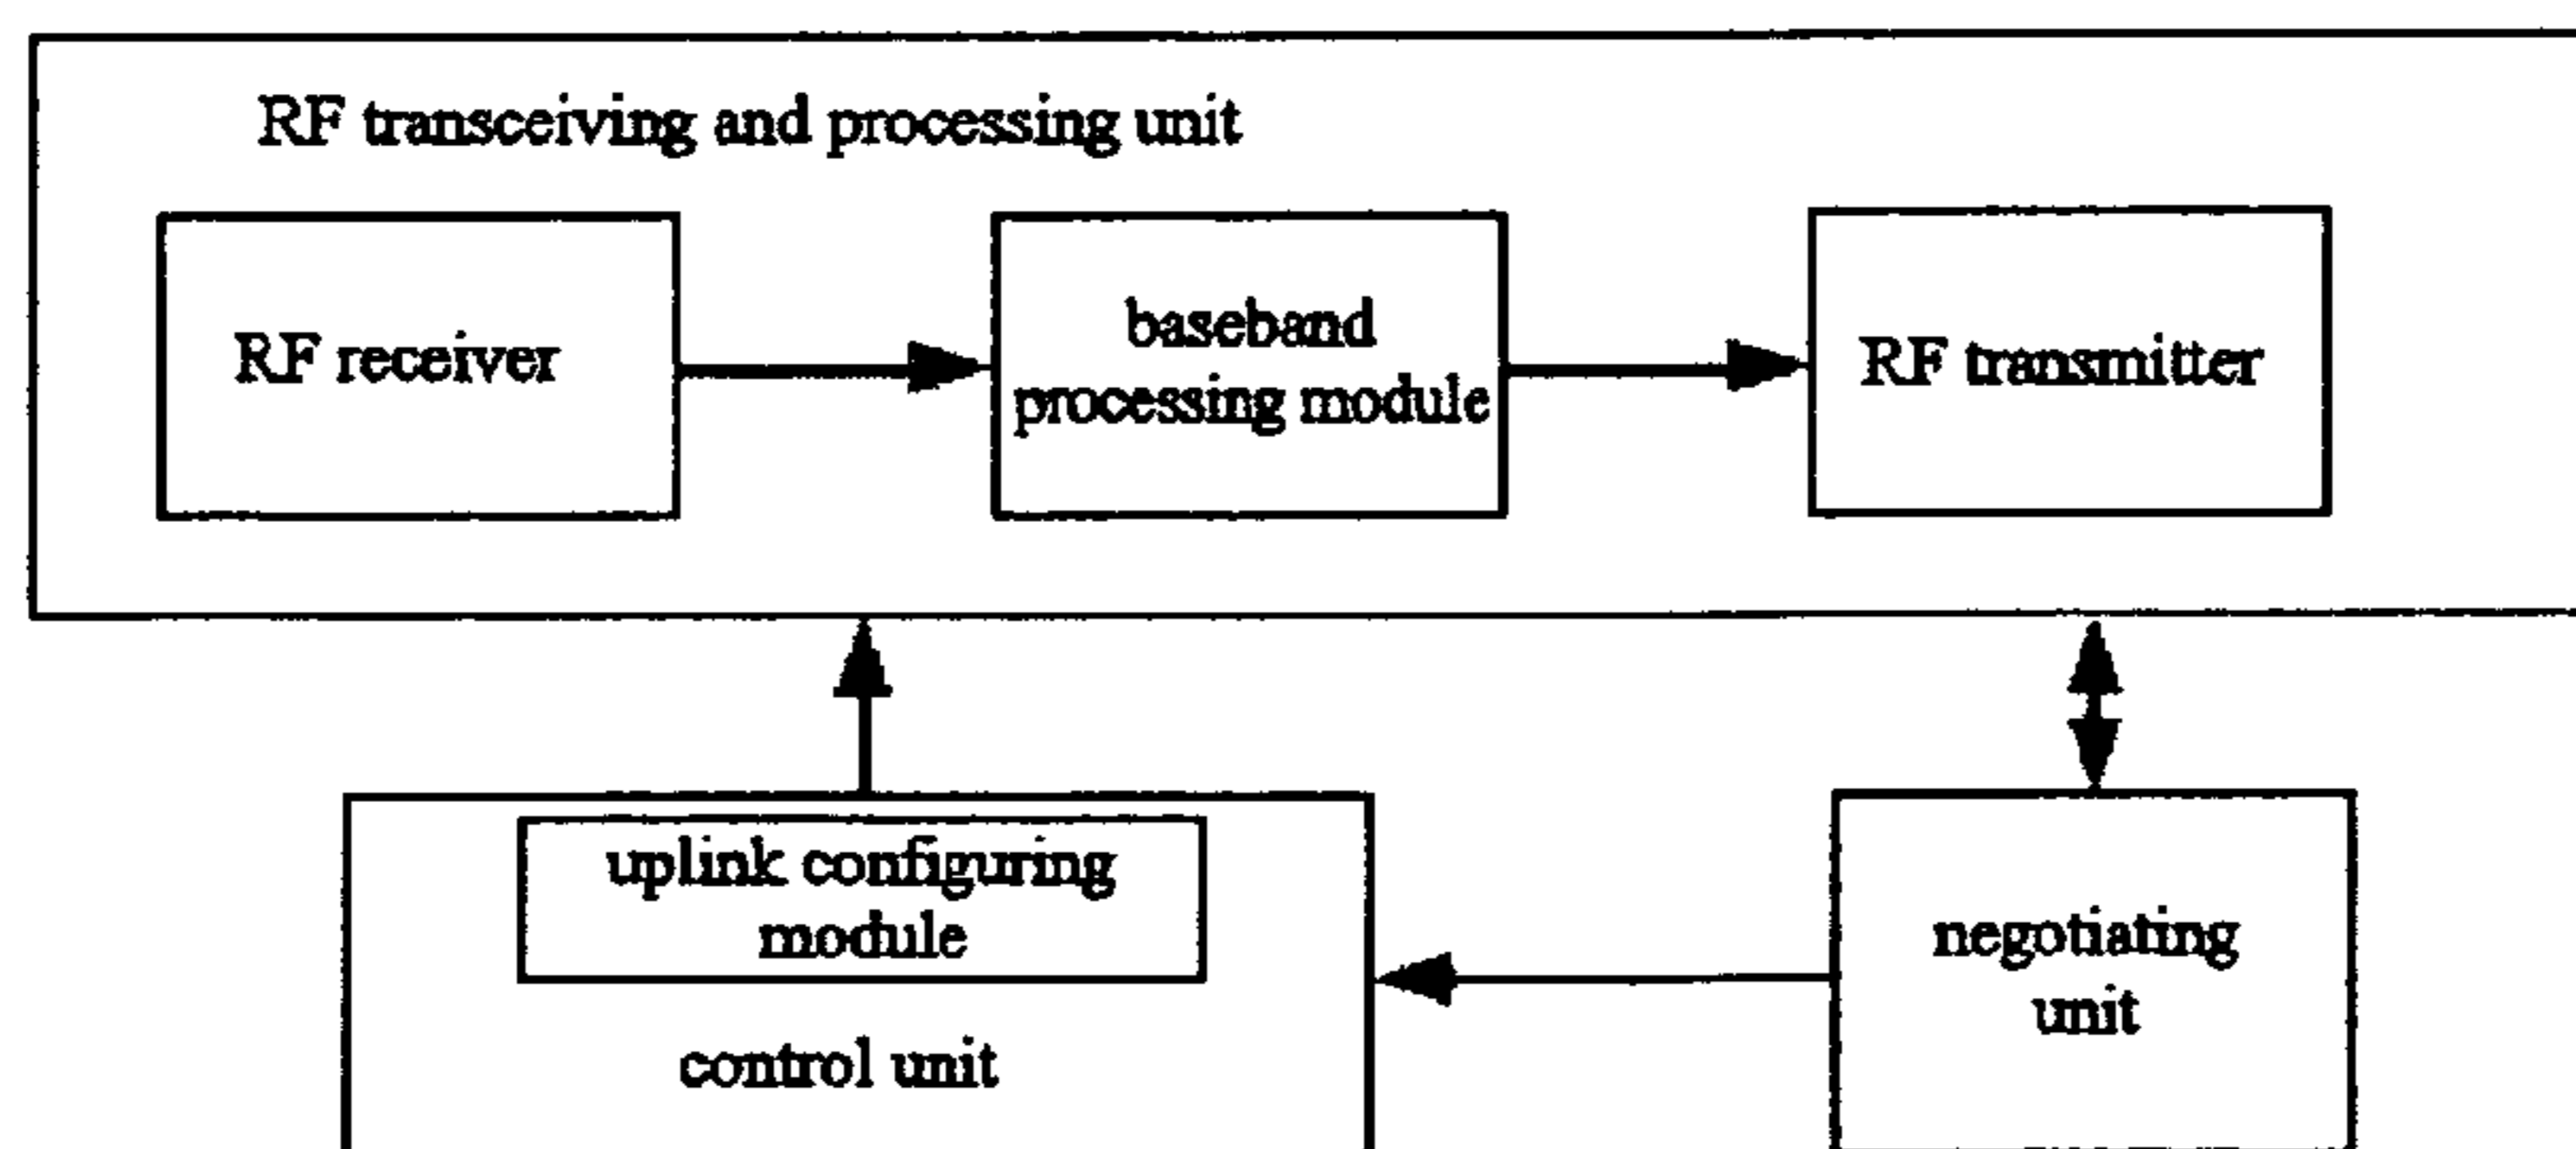 RF transceiving and processing unit
RF receiver
baseband
processing module
RF transmitter
uplink configuring
module
control unit
negotiating
unit